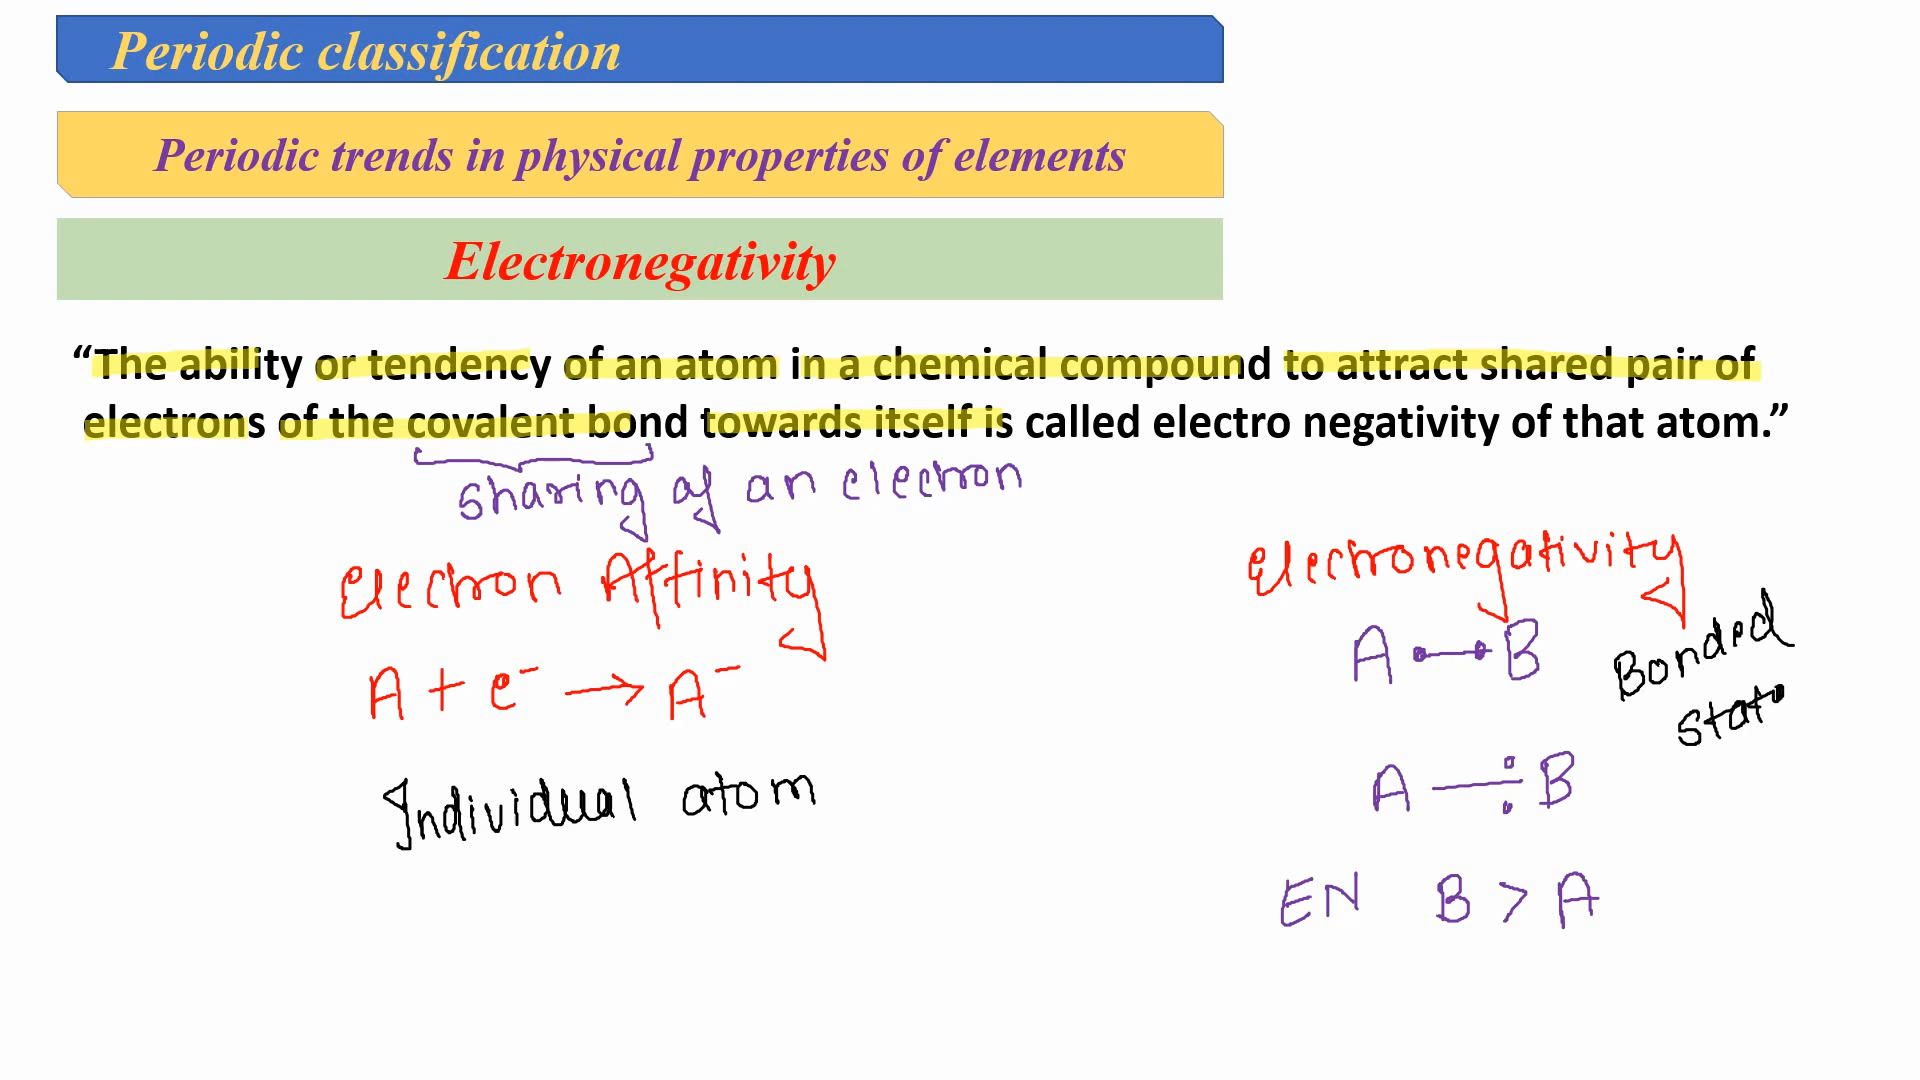 Periodic classification
Periodic trends in physical properties of elements
Electronegativity
“The ability or tendency of an atom in a chemical compound to attract shared pair of
electrons of the covalent bond towards itself is called electro negativity of that atom.”
sharing of an electron
Electron Affinity
A + e⁻ → A⁻
Individual atom
Electronegativity
A •—• B
Bonded
state
A —: B
EN B > A